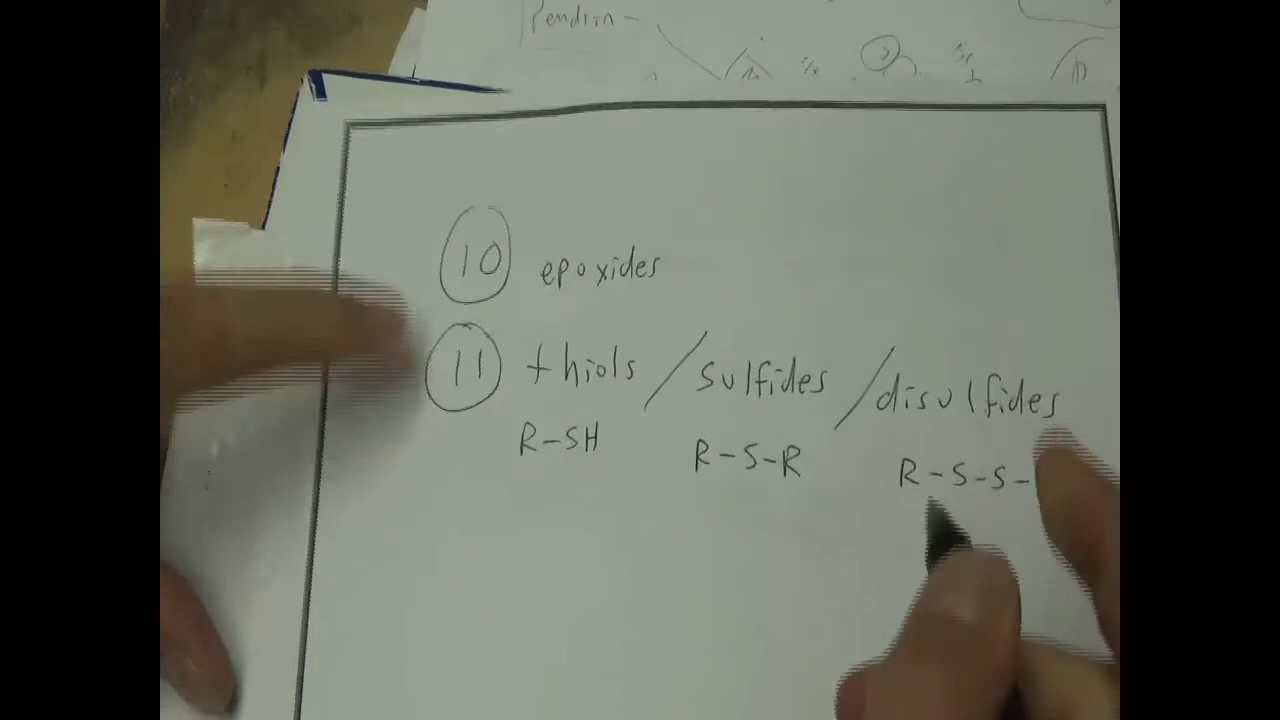 10 epoxides
11 thiols / sulfides / disulfides
R-SH R-S-R R-S-S-